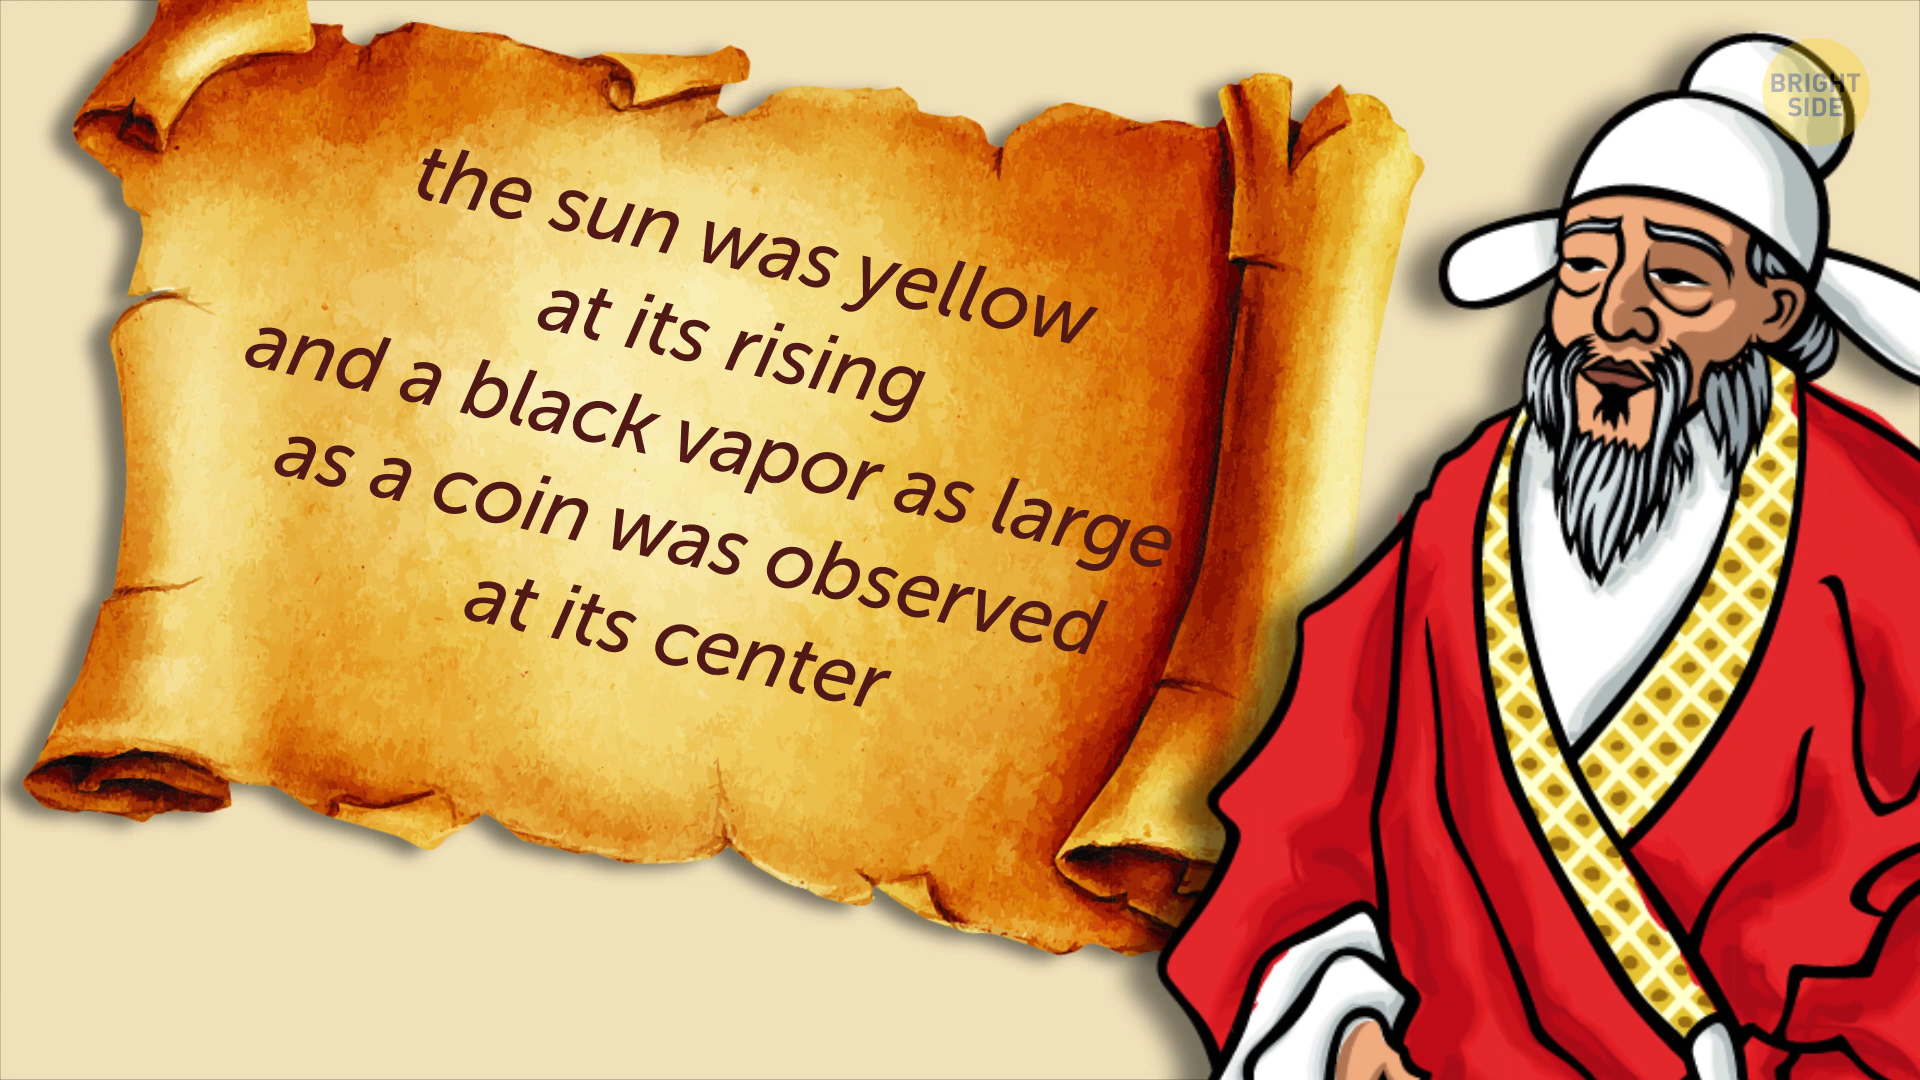 the sun was yellow
at its rising
and a black vapor as large
as a coin was observed
at its center
BRIGHT
SIDE